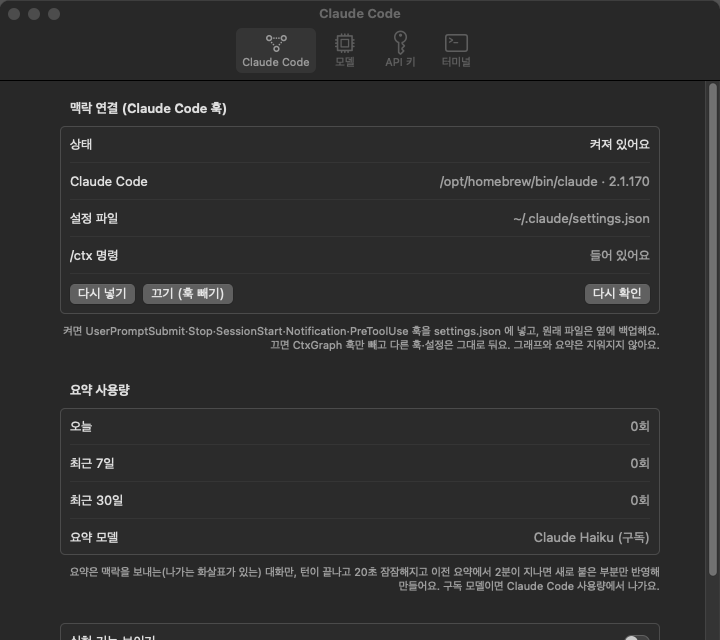 Claude Code
Claude Code
모델
API 키
터미널
맥락 연결 (Claude Code 훅)
상태 켜져 있어요
Claude Code /opt/homebrew/bin/claude · 2.1.170
설정 파일 ~/.claude/settings.json
/ctx 명령 들어 있어요
다시 넣기 끄기 (훅 빼기) 다시 확인
켜면 UserPromptSubmit·Stop·SessionStart·Notification·PreToolUse 훅을 settings.json 에 넣고, 원래 파일은 옆에 백업해요.
끄면 CtxGraph 훅만 빼고 다른 훅·설정은 그대로 둬요. 그래프와 요약은 지워지지 않아요.
요약 사용량
오늘 0회
최근 7일 0회
최근 30일 0회
요약 모델 Claude Haiku (구독)
요약은 맥락을 보내는(나가는 화살표가 있는) 대화만, 턴이 끝나고 20초 잠잠해지고 이전 요약에서 2분이 지나면 새로 붙은 부분만 반영해
만들어요. 구독 모델이면 Claude Code 사용량에서 나가요.